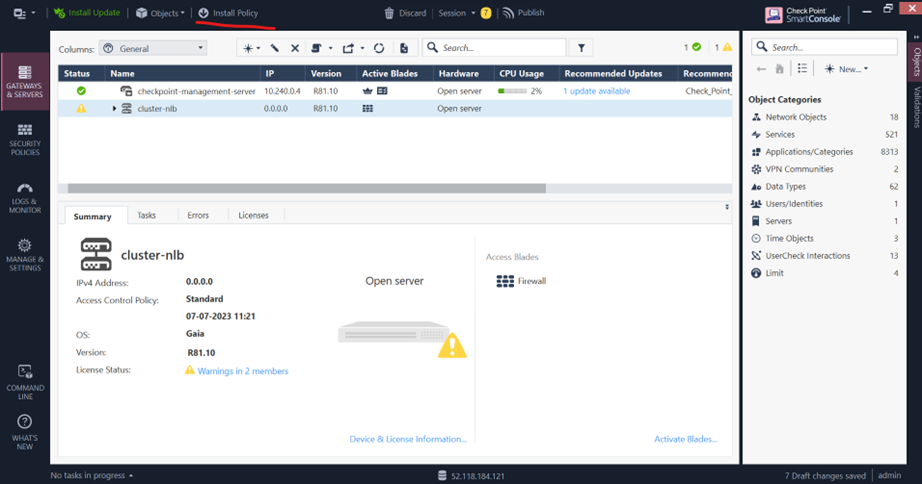 Install Update
Objects
Install Policy
Discard
Session
7
Publish
Check Point
SmartConsole
GATEWAYS
& SERVERS
SECURITY
POLICIES
LOGS &
MONITOR
MANAGE &
SETTINGS
COMMAND
LINE
WHAT'S
NEW
Columns:
General
Search...
1
1
Status Name IP Version Active Blades Hardware CPU Usage Recommended Updates Recommen
checkpoint-management-server 10.240.0.4 R81.10 Open server 2% 1 update available Check_Point_
cluster-nlb 0.0.0.0 R81.10 Open server
Summary Tasks Errors Licenses
cluster-nlb
IPv4 Address: 0.0.0.0
Access Control Policy: Standard
07-07-2023 11:21
OS: Gaia
Version: R81.10
License Status: Warnings in 2 members
Open server
Device & License Information...
Access Blades
Firewall
Activate Blades...
Search...
New...
Object Categories
Network Objects 18
Services 521
Applications/Categories 8313
VPN Communities 2
Data Types 62
Users/Identities 1
Servers 1
Time Objects 3
UserCheck Interactions 13
Limit 4
Objects
Validations
No tasks in progress
52.118.184.121
7 Draft changes saved
admin